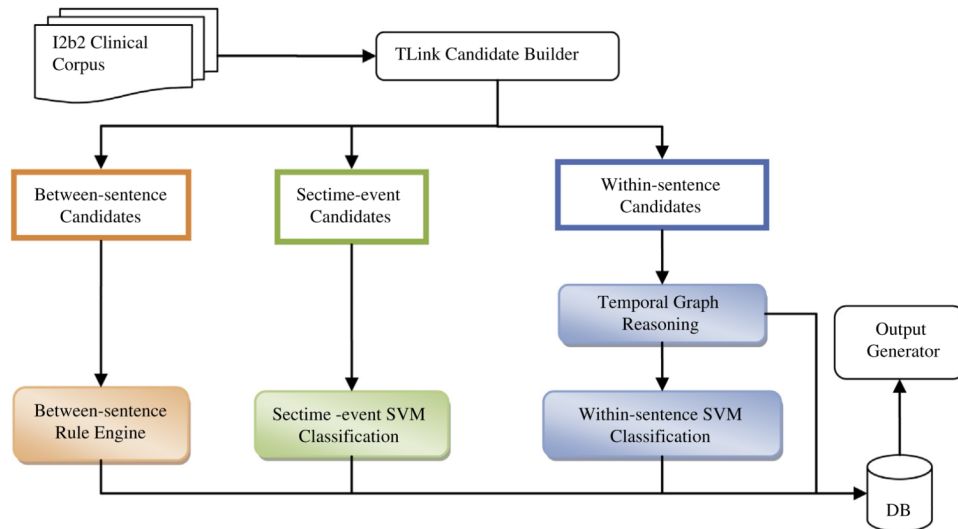 I2b2 Clinical
Corpus
TLink Candidate Builder
Between-sentence
Candidates
Sectime-event
Candidates
Within-sentence
Candidates
Temporal Graph
Reasoning
Output
Generator
Between-sentence
Rule Engine
Sectime -event SVM
Classification
Within-sentence SVM
Classification
DB